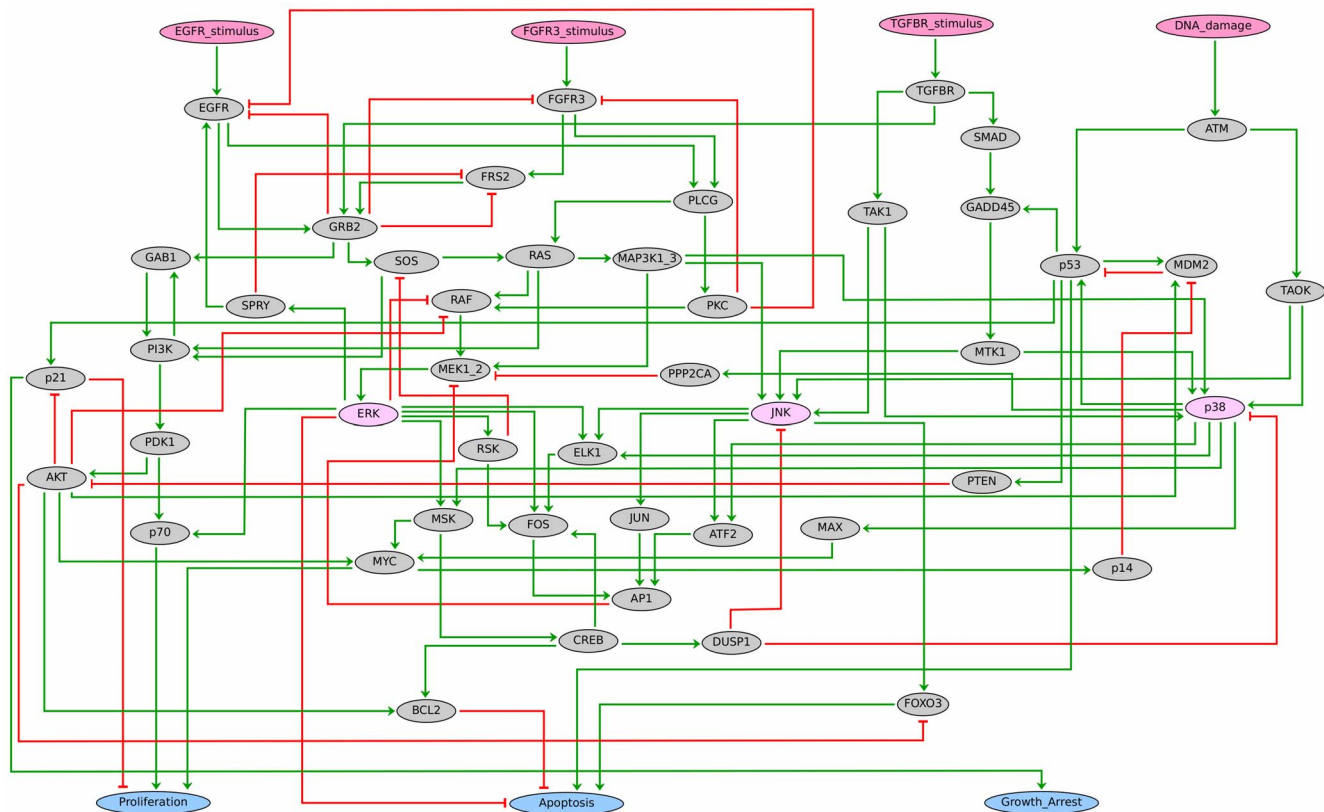 EGFR_stimulus
FGFR3_stimulus
TGFBR_stimulus
DNA_damage
EGFR
FGFR3
TGFBR
ATM
SMAD
FRS2
PLCG
TAK1
GADD45
GRB2
GAB1
SOS
RAS
MAP3K1_3
p53
MDM2
TAOK
SPRY
RAF
PKC
PI3K
MTK1
p21
MEK1_2
PPP2CA
ERK
JNK
p38
PDK1
RSK
ELK1
AKT
PTEN
p70
MSK
FOS
JUN
ATF2
MAX
MYC
p14
AP1
CREB
DUSP1
BCL2
FOXO3
Proliferation
Apoptosis
Growth_Arrest